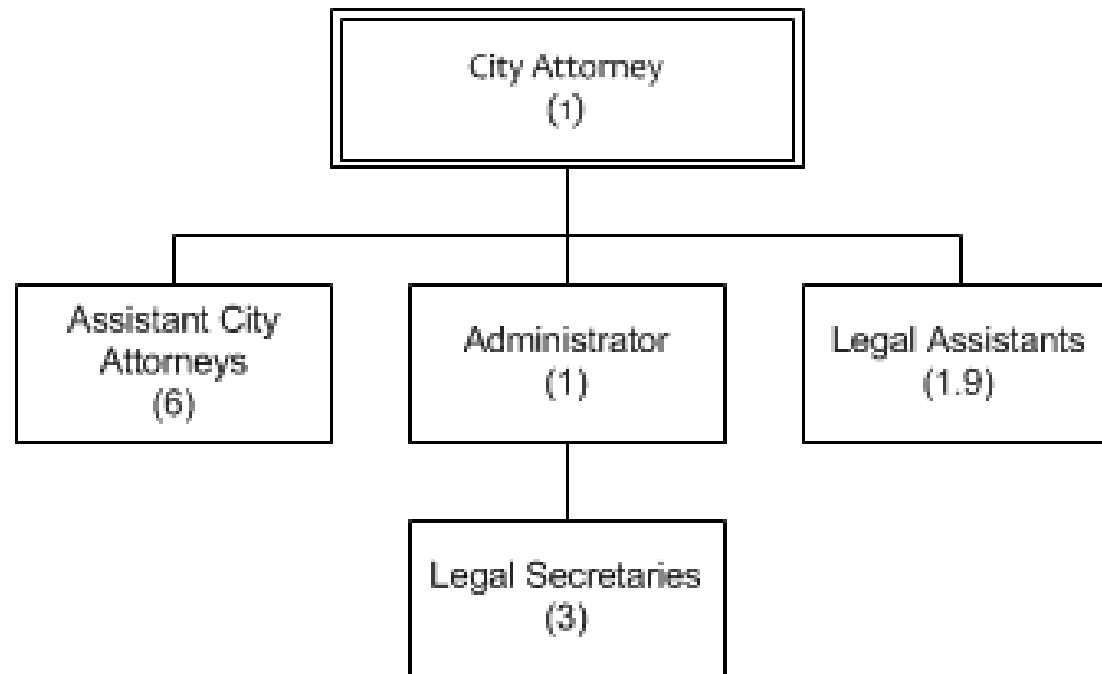 City Attorney
(1)
Assistant City
Attorneys
(6)
Administrator
(1)
Legal Assistants
(1.9)
Legal Secretaries
(3)